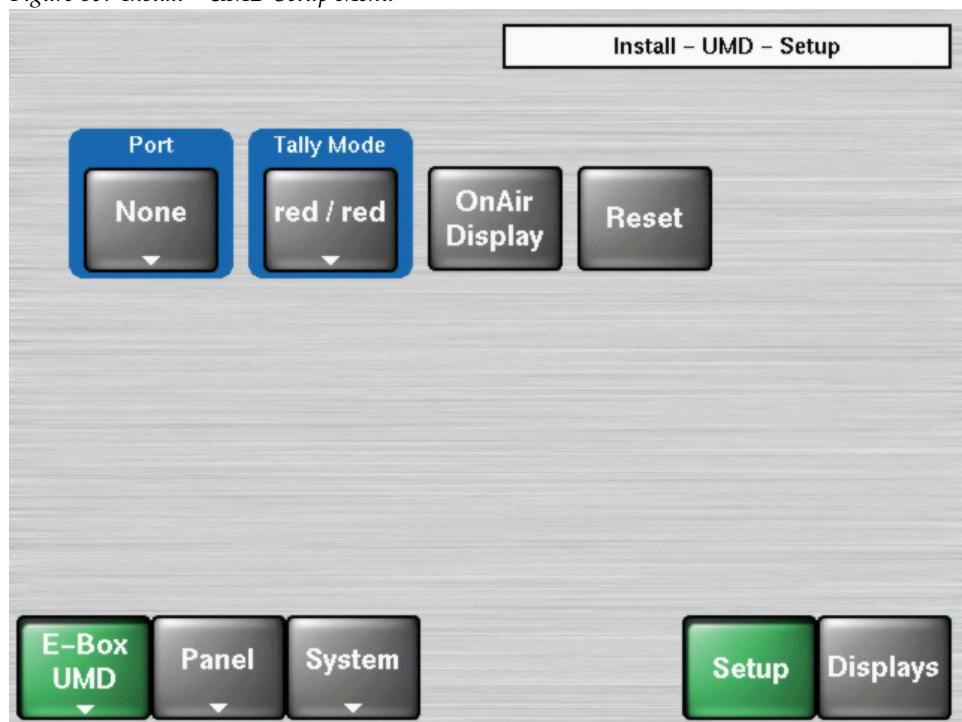 Install – UMD – Setup
Port
Tally Mode
None
red / red
OnAir
Display
Reset
E–Box
UMD
Panel
System
Setup
Displays